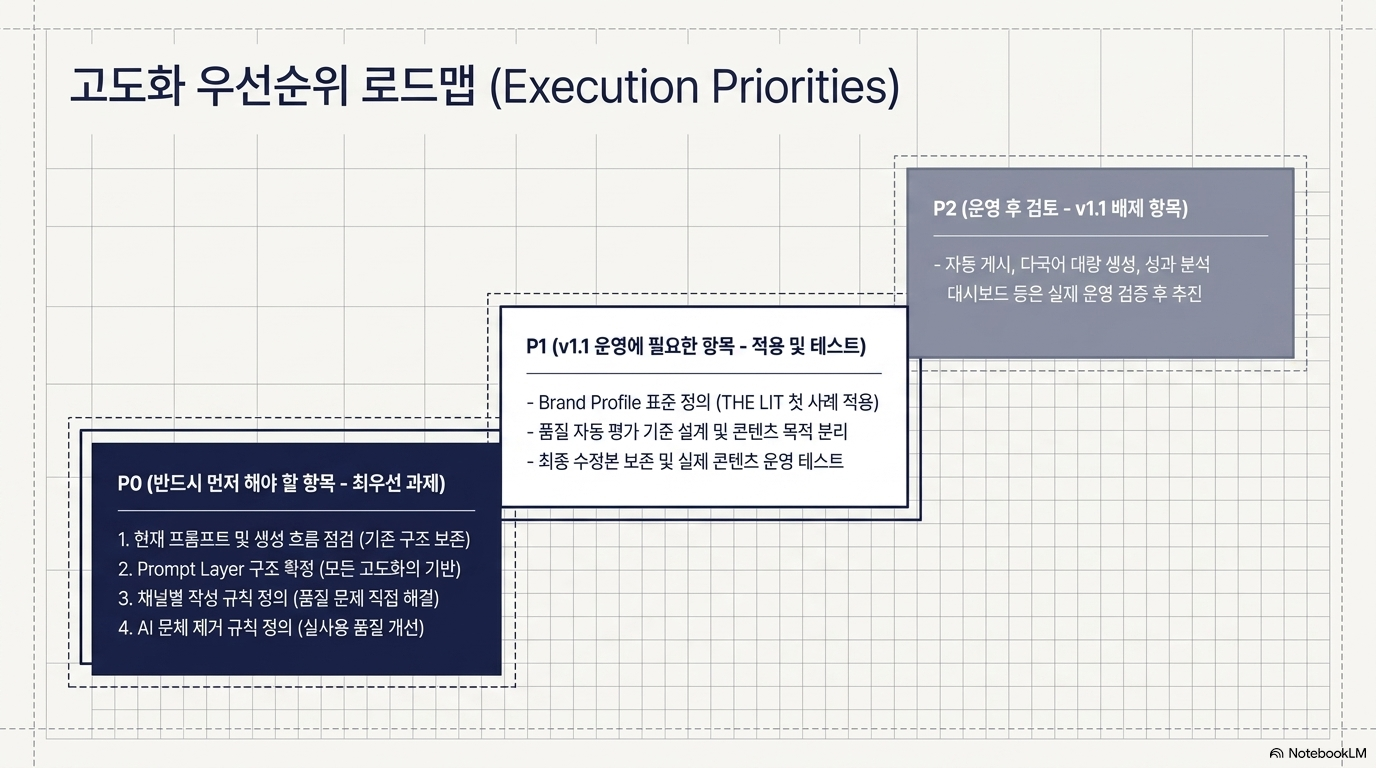 고도화 우선순위 로드맵 (Execution Priorities)
P0 (반드시 먼저 해야 할 항목 - 최우선 과제)
1. 현재 프롬프트 및 생성 흐름 점검 (기존 구조 보존)
2. Prompt Layer 구조 확정 (모든 고도화의 기반)
3. 채널별 작성 규칙 정의 (품질 문제 직접 해결)
4. AI 문체 제거 규칙 정의 (실사용 품질 개선)
P1 (v1.1 운영에 필요한 항목 - 적용 및 테스트)
- Brand Profile 표준 정의 (THE LIT 첫 사례 적용)
- 품질 자동 평가 기준 설계 및 콘텐츠 목적 분리
- 최종 수정본 보존 및 실제 콘텐츠 운영 테스트
P2 (운영 후 검토 - v1.1 배제 항목)
- 자동 게시, 다국어 대량 생성, 성과 분석
대시보드 등은 실제 운영 검증 후 추진
NotebookLM